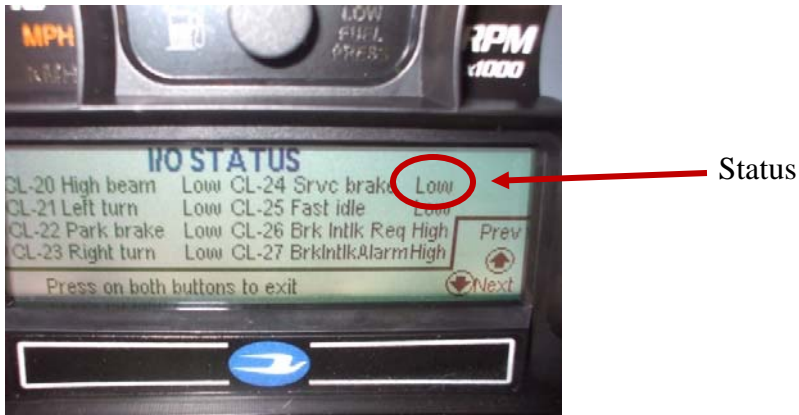 MPH
KMH
LOW
FUEL
PRESS
RPM
x1000
I/O STATUS
CL-20 High beam Low CL-24 Srvc brake Low
CL-21 Left turn Low CL-25 Fast idle Low
CL-22 Park brake Low CL-26 Brk Intlk Req High
CL-23 Right turn Low CL-27 BrkIntlkAlarm High
Prev
Press on both buttons to exit
Next
Status